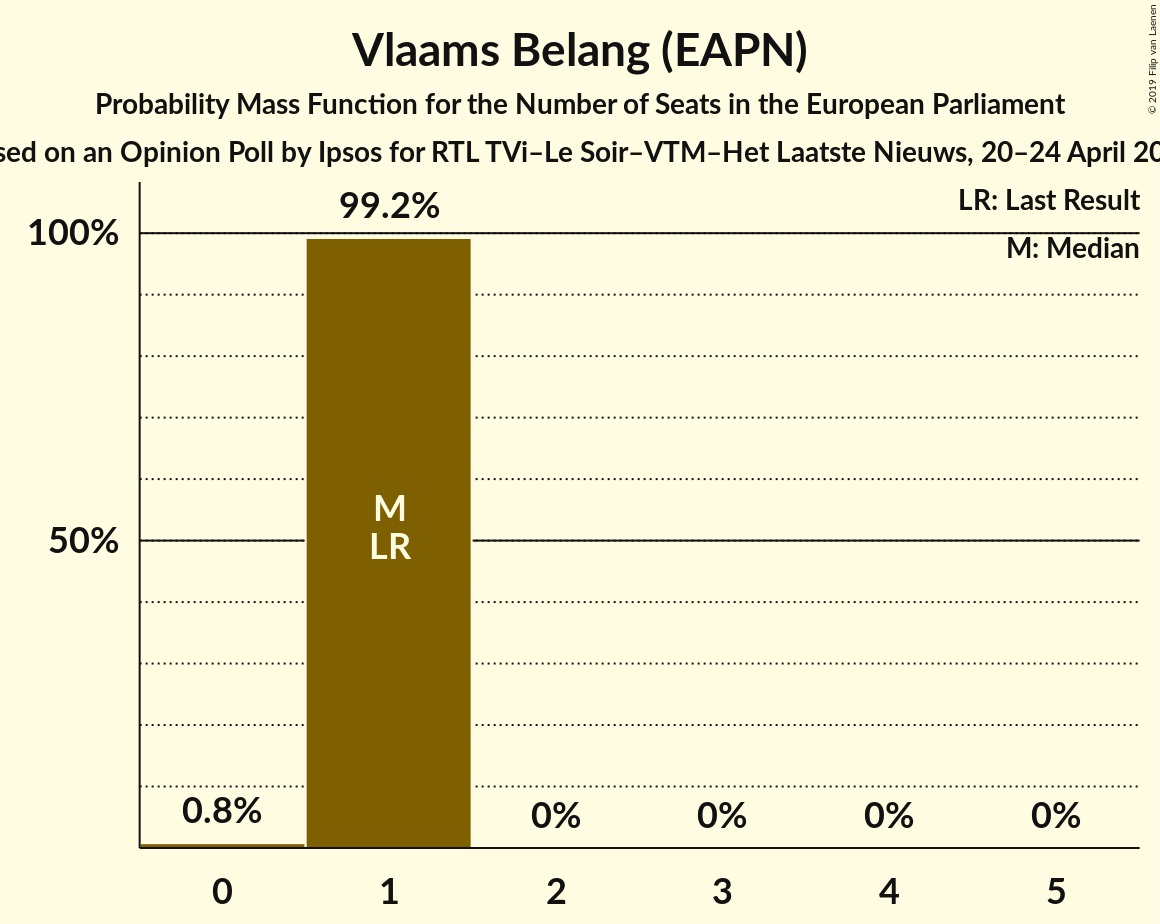 Vlaams Belang (EAPN)
Probability Mass Function for the Number of Seats in the European Parliament
sed on an Opinion Poll by Ipsos for RTL TVi–Le Soir–VTM–Het Laatste Nieuws, 20–24 April 20
© 2019 Filip van Laenen
LR: Last Result
M: Median
99.2%
100%
M
LR
50%
0.8%
0%
0%
0%
0%
0
1
2
3
4
5